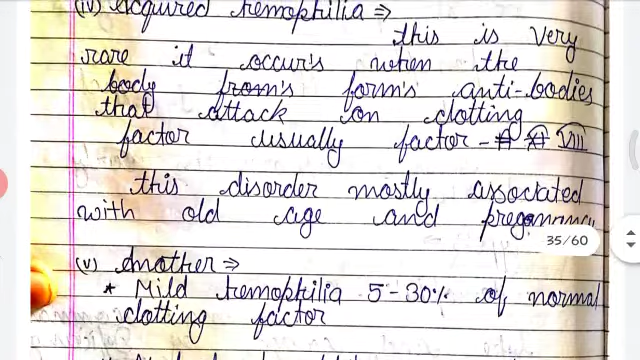 (iv) Acquired hemophilia ⇒
this is very
rare it occur's when the
body from's form's anti-bodies
that attack on clotting
factor usually factor - VIII
this disorder mostly associated
with old age and
35/60
(v) Another ⇒
* Mild hemophilia 5-30% of normal
clotting factor